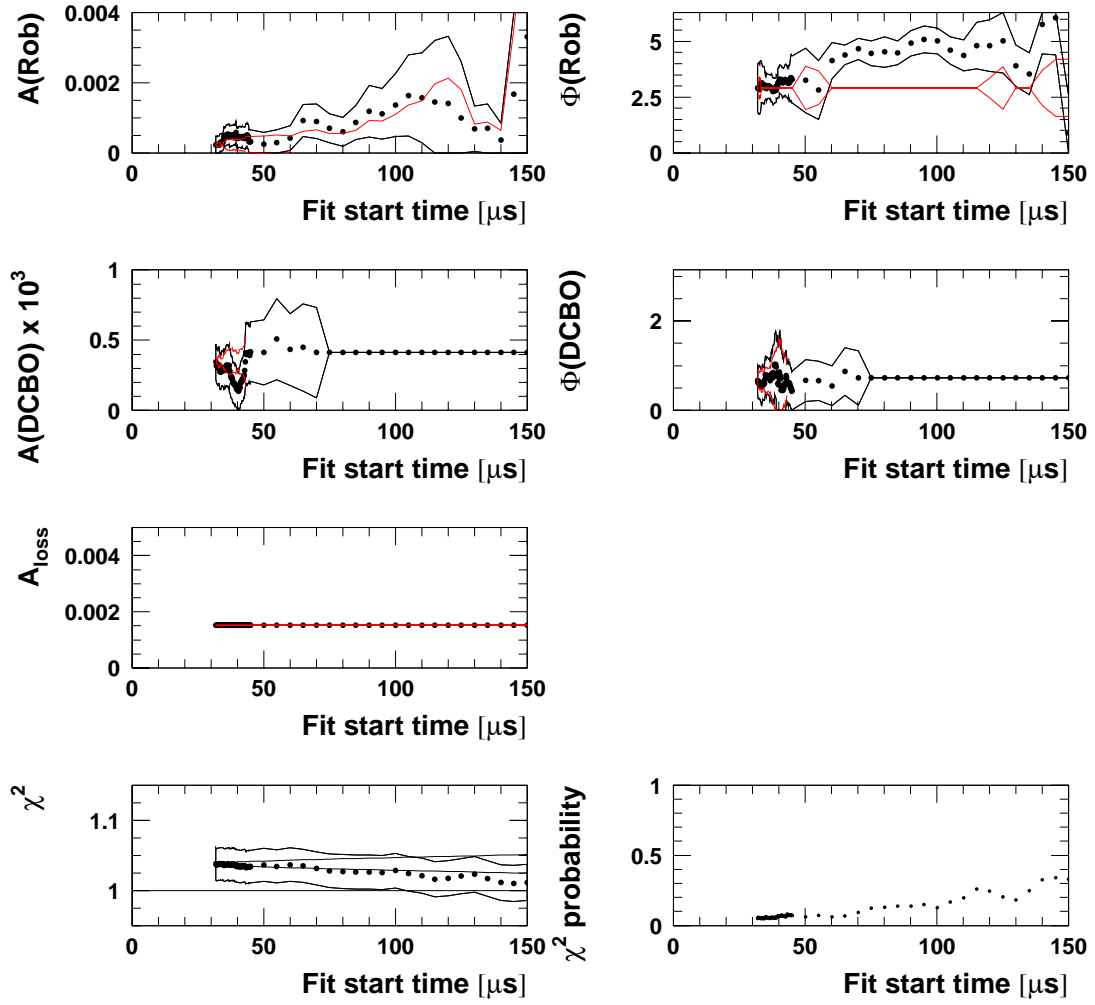 A(Rob)
0.004
0.002
0
0 50 100 150
Fit start time [μs]
Φ(Rob)
5
2.5
0
0 50 100 150
Fit start time [μs]
A(DCBO) x 10³
1
0.5
0
0 50 100 150
Fit start time [μs]
Φ(DCBO)
2
0
0 50 100 150
Fit start time [μs]
A_loss
0.004
0.002
0
0 50 100 150
Fit start time [μs]
χ²
1.1
1
0 50 100 150
Fit start time [μs]
χ² probability
1
0.5
0
0 50 100 150
Fit start time [μs]